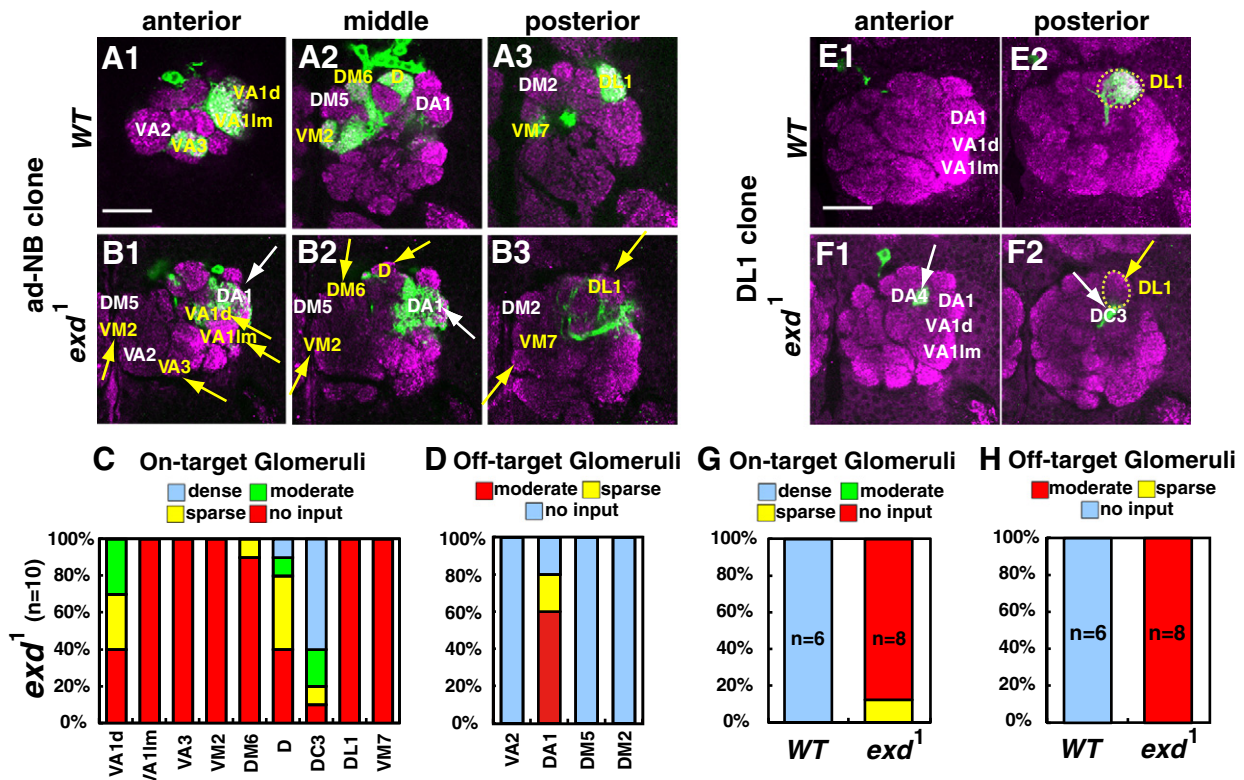 anterior middle posterior
anterior posterior
ad-NB clone
WT
exd1
A1 VA1d VA1lm VA2 VA3
A2 DM6 D DM5 DA1 VM2
A3 DM2 DL1 VM7
B1 DM5 DA1 VM2 VA1d VA1lm VA2 VA3
B2 D DM6 DM5 DA1 VM2
B3 DL1 DM2 VM7
DL1 clone
WT
exd1
E1 DA1 VA1d VA1lm
E2 DL1
F1 DA4 DA1 VA1d VA1lm
F2 DL1 DC3
C On-target Glomeruli
dense moderate
sparse no input
100%
80%
60%
40%
20%
0%
exd1 (n=10)
VA1d VA1lm VA3 VM2 DM6 D DC3 DL1 VM7
D Off-target Glomeruli
moderate sparse
no input
100%
80%
60%
40%
20%
0%
VA2 DA1 DM5 DM2
G On-target Glomeruli
dense moderate
sparse no input
100%
80%
60%
40%
20%
0%
n=6 n=8
WT exd1
H Off-target Glomeruli
moderate sparse
no input
100%
80%
60%
40%
20%
0%
n=6 n=8
WT exd1